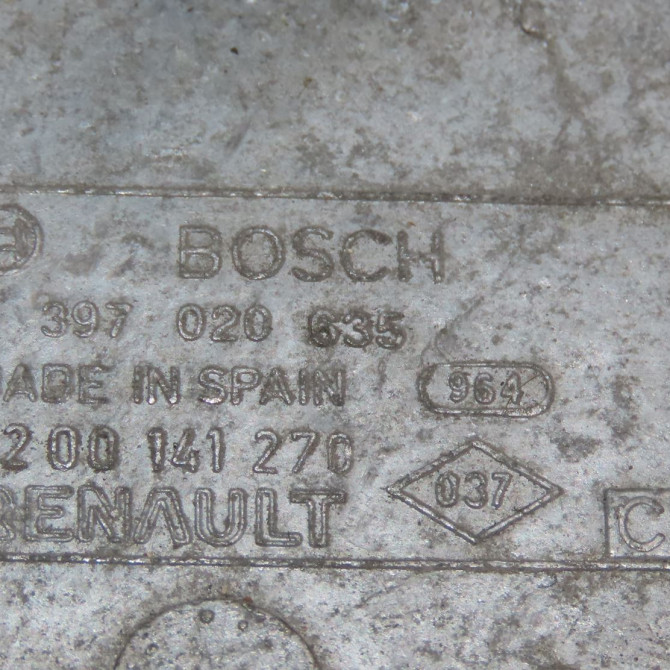 BOSCH
397 020 635
MADE IN SPAIN 964
200 141 270
RENAULT 037
C